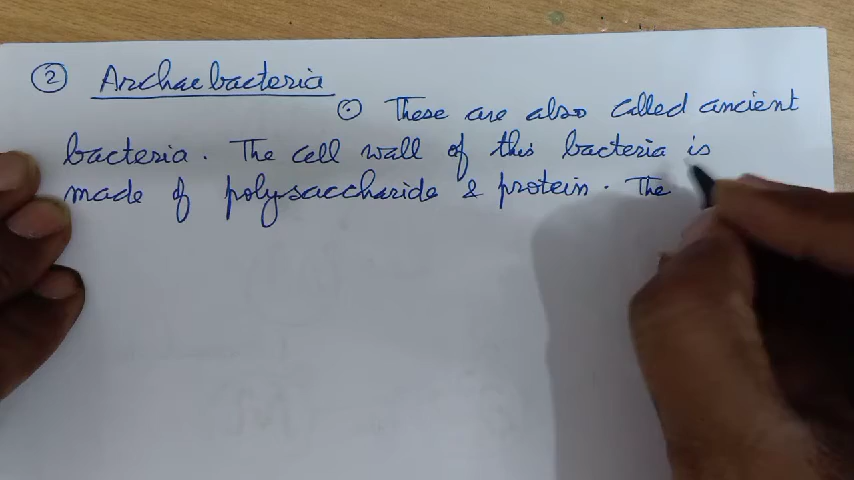 ② Archaebacteria
⊙ These are also called ancient
bacteria. The cell wall of this bacteria is
made of polysaccharide & protein. The